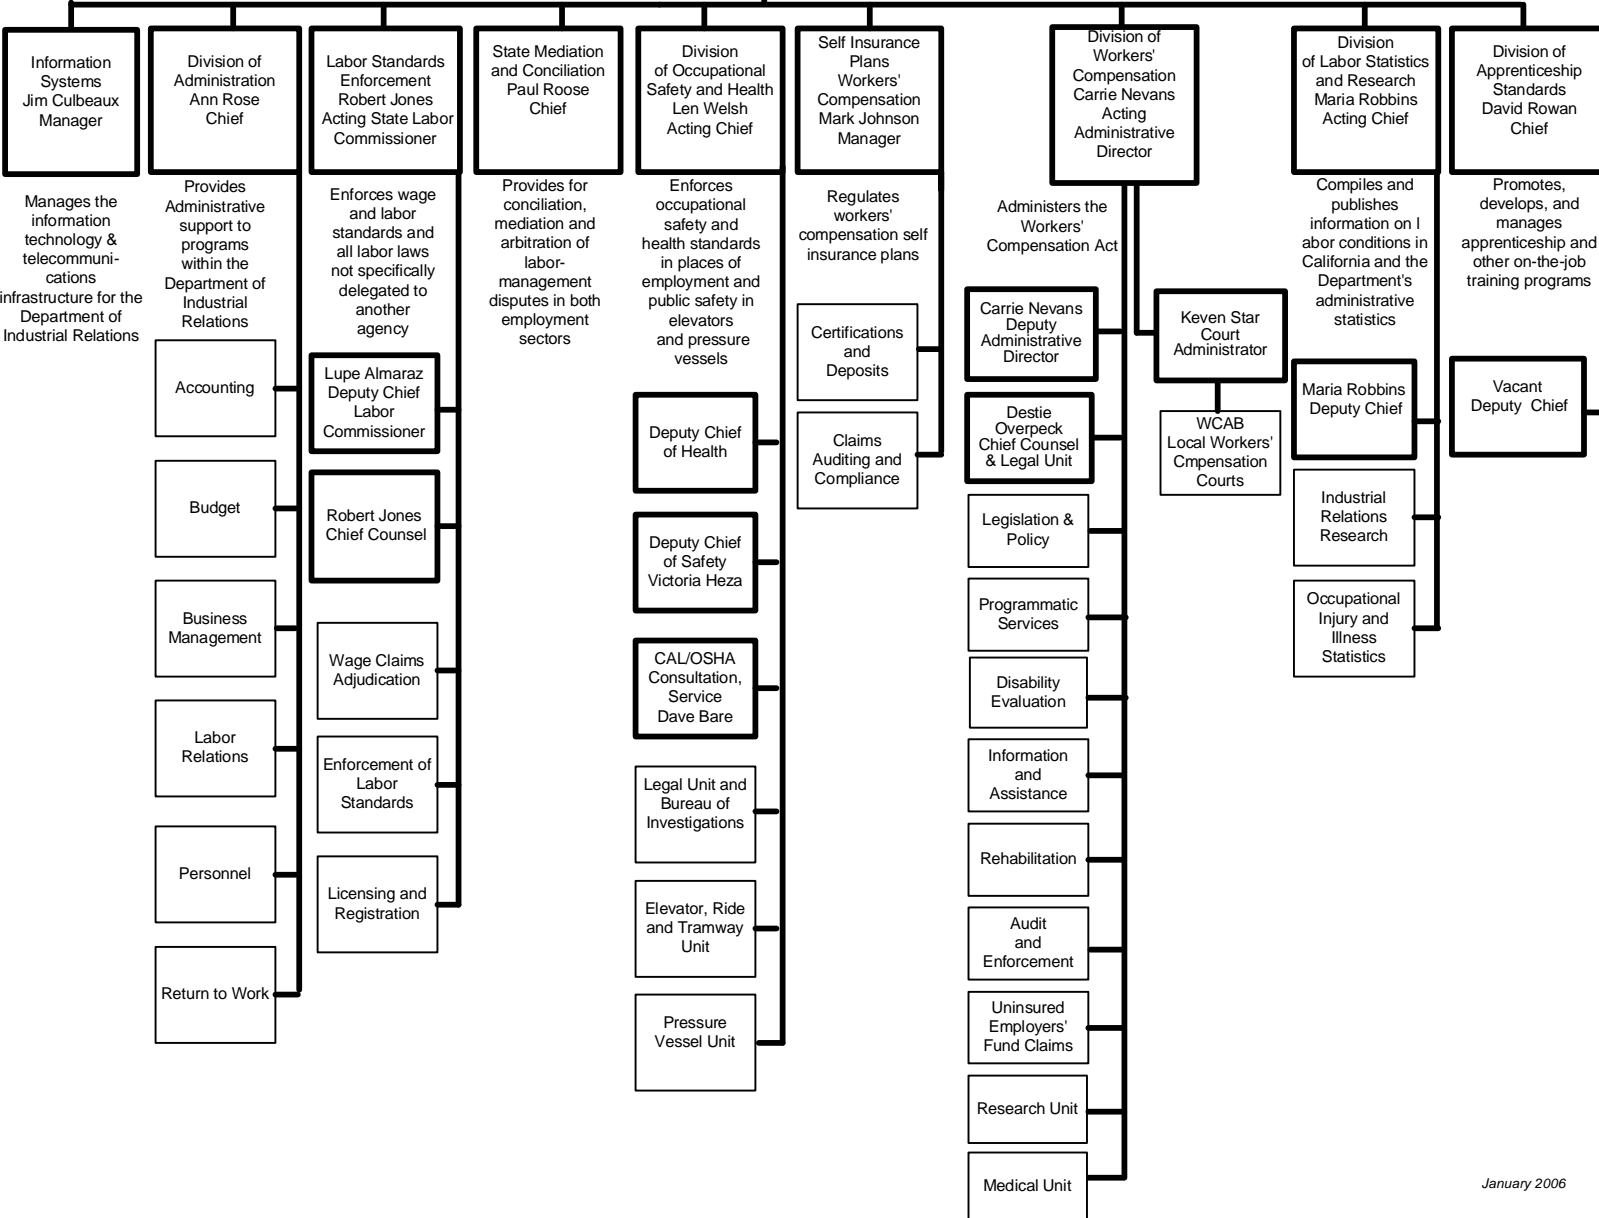 Information
Systems
Jim Culbeaux
Manager
Manages the
information
technology &
telecommuni-
cations
infrastructure for the
Department of
Industrial Relations
Division of
Administration
Ann Rose
Chief
Provides
Administrative
support to
programs
within the
Department of
Industrial
Relations
Accounting
Budget
Business
Management
Labor
Relations
Personnel
Return to Work
Labor Standards
Enforcement
Robert Jones
Acting State Labor
Commissioner
Enforces wage
and labor
standards and
all labor laws
not specifically
delegated to
another
agency
Lupe Almaraz
Deputy Chief
Labor
Commissioner
Robert Jones
Chief Counsel
Wage Claims
Adjudication
Enforcement of
Labor
Standards
Licensing and
Registration
State Mediation
and Conciliation
Paul Roose
Chief
Provides for
conciliation,
mediation and
arbitration of
labor-
management
disputes in both
employment
sectors
Division
of Occupational
Safety and Health
Len Welsh
Acting Chief
Enforces
occupational
safety and
health standards
in places of
employment and
public safety in
elevators
and pressure
vessels
Deputy Chief
of Health
Deputy Chief
of Safety
Victoria Heza
CAL/OSHA
Consultation,
Service
Dave Bare
Legal Unit and
Bureau of
Investigations
Elevator, Ride
and Tramway
Unit
Pressure
Vessel Unit
Self Insurance
Plans
Workers'
Compensation
Mark Johnson
Manager
Regulates
workers'
compensation self
insurance plans
Certifications
and
Deposits
Claims
Auditing and
Compliance
Division of
Workers'
Compensation
Carrie Nevans
Acting
Administrative
Director
Administers the
Workers'
Compensation Act
Carrie Nevans
Deputy
Administrative
Director
Destie
Overpeck
Chief Counsel
& Legal Unit
Legislation &
Policy
Programmatic
Services
Disability
Evaluation
Information
and
Assistance
Rehabilitation
Audit
and
Enforcement
Uninsured
Employers'
Fund Claims
Research Unit
Medical Unit
Keven Star
Court
Administrator
WCAB
Local Workers'
Cmpensation
Courts
Division
of Labor Statistics
and Research
Maria Robbins
Acting Chief
Compiles and
publishes
information on l
abor conditions in
California and the
Department's
administrative
statistics
Maria Robbins
Deputy Chief
Industrial
Relations
Research
Occupational
Injury and
Illness
Statistics
Division of
Apprenticeship
Standards
David Rowan
Chief
Promotes,
develops, and
manages
apprenticeship and
other on-the-job
training programs
Vacant
Deputy Chief
January 2006